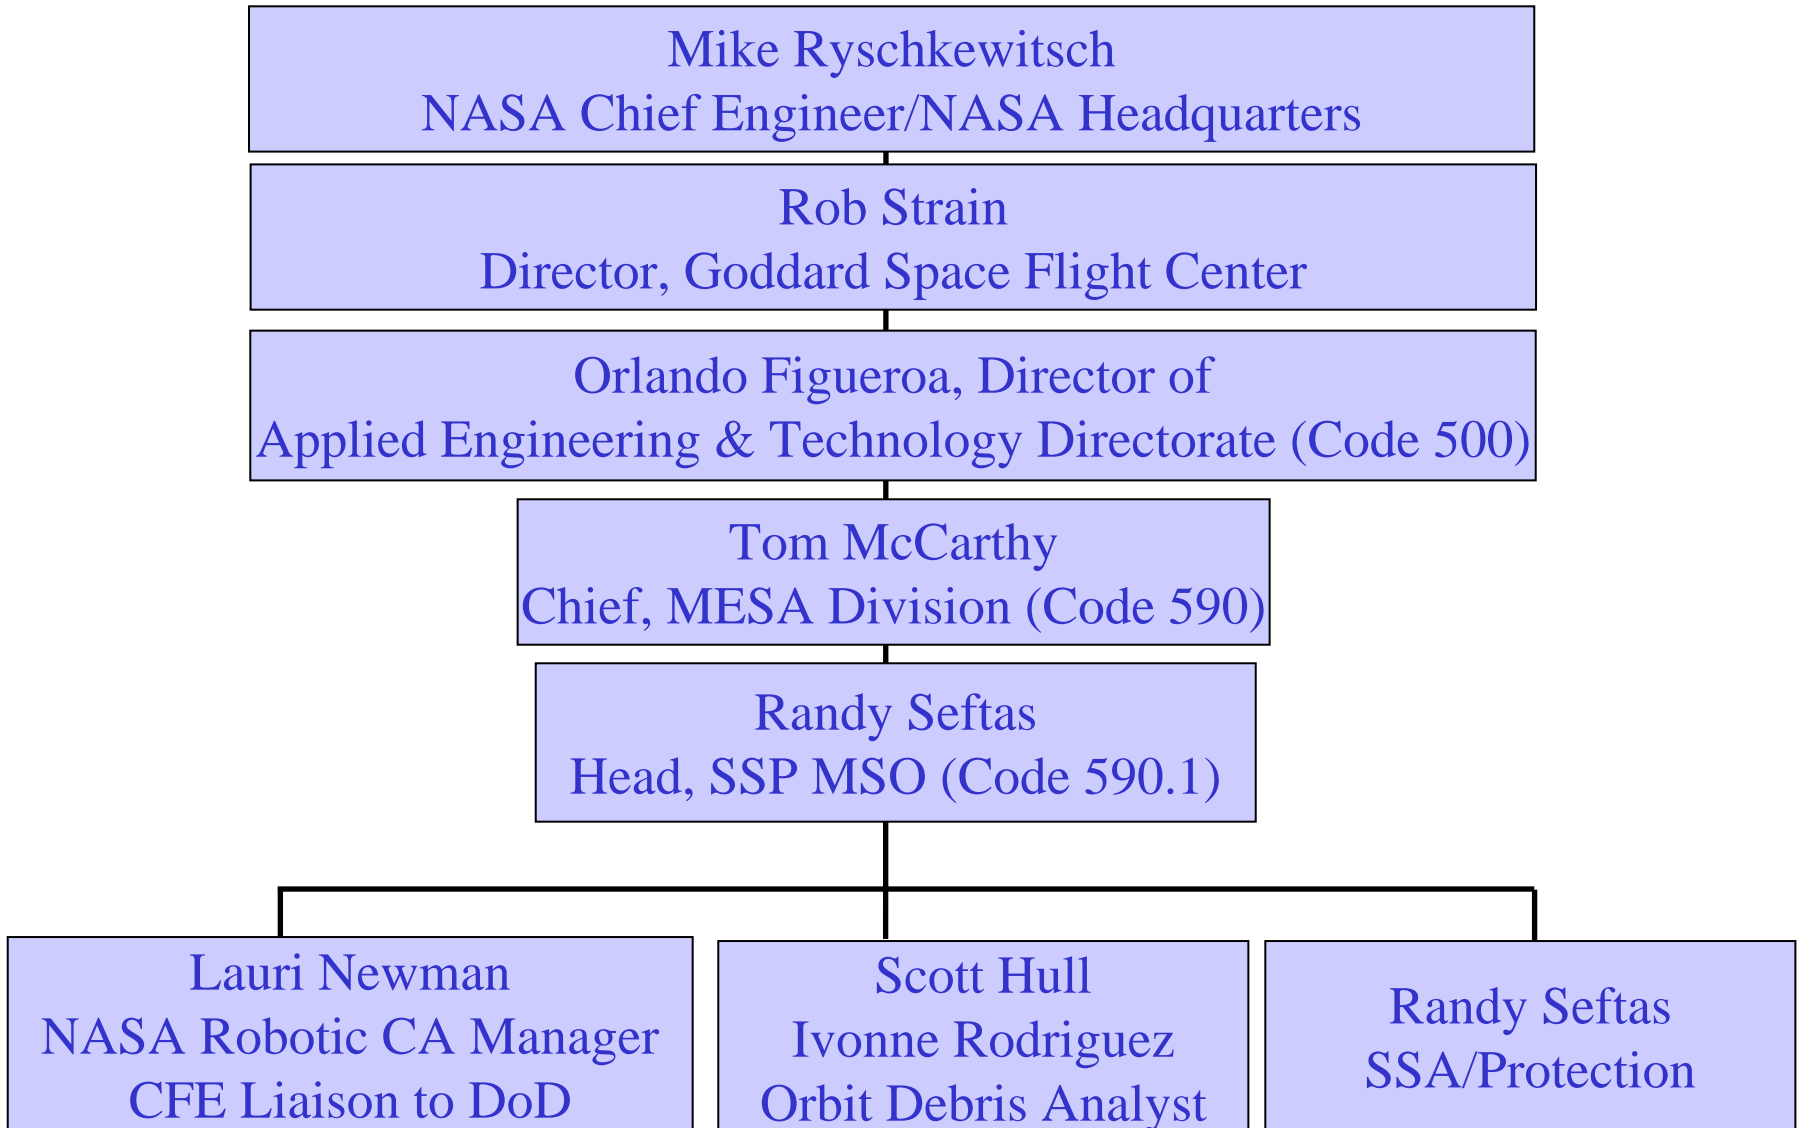 Mike Ryschkewitsch
NASA Chief Engineer/NASA Headquarters
Rob Strain
Director, Goddard Space Flight Center
Orlando Figueroa, Director of
Applied Engineering & Technology Directorate (Code 500)
Tom McCarthy
Chief, MESA Division (Code 590)
Randy Seftas
Head, SSP MSO (Code 590.1)
Lauri Newman
NASA Robotic CA Manager
CFE Liaison to DoD
Scott Hull
Ivonne Rodriguez
Orbit Debris Analyst
Randy Seftas
SSA/Protection